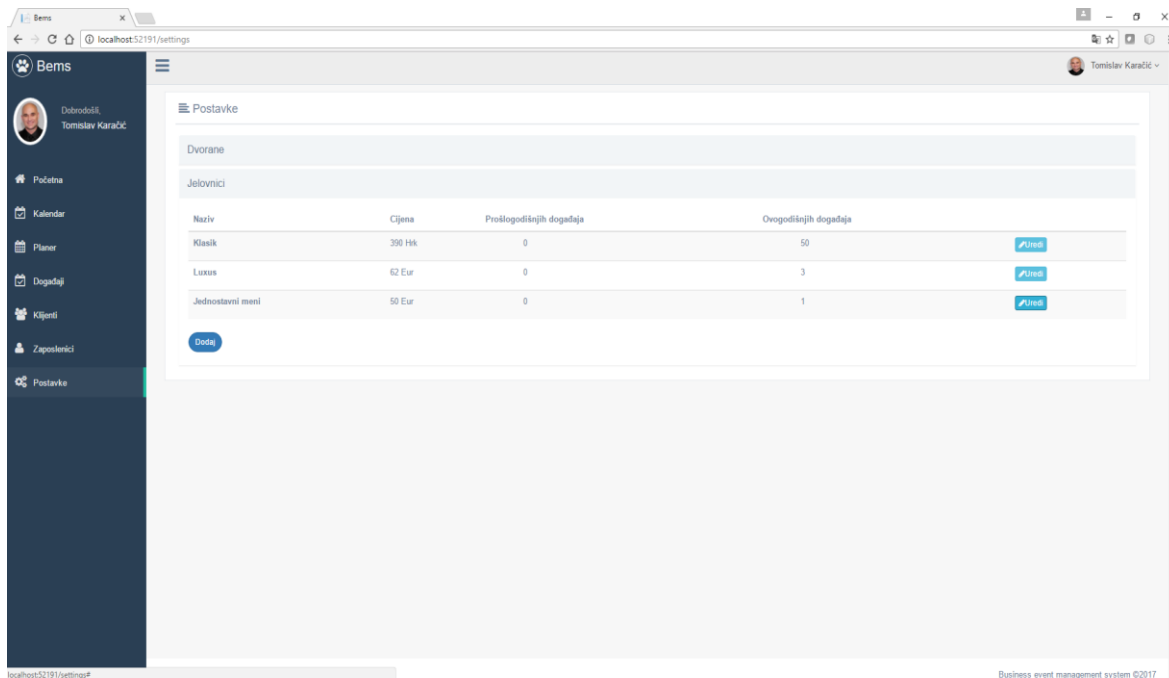 Bems
localhost:52191/settings
Bems
Tomislav Karačić
Dobrodošli,
Tomislav Karačić
Početna
Kalendar
Planer
Događaji
Klijenti
Zaposlenici
Postavke
Postavke
Dvorane
Jelovnici
Naziv Cijena Prošlogodišnjih događaja Ovogodišnjih događaja
Klasik 390 Hrk 0 50 Uredi
Luxus 62 Eur 0 3 Uredi
Jednostavni meni 50 Eur 0 1 Uredi
Dodaj
localhost:52191/settings#
Business event management system ©2017